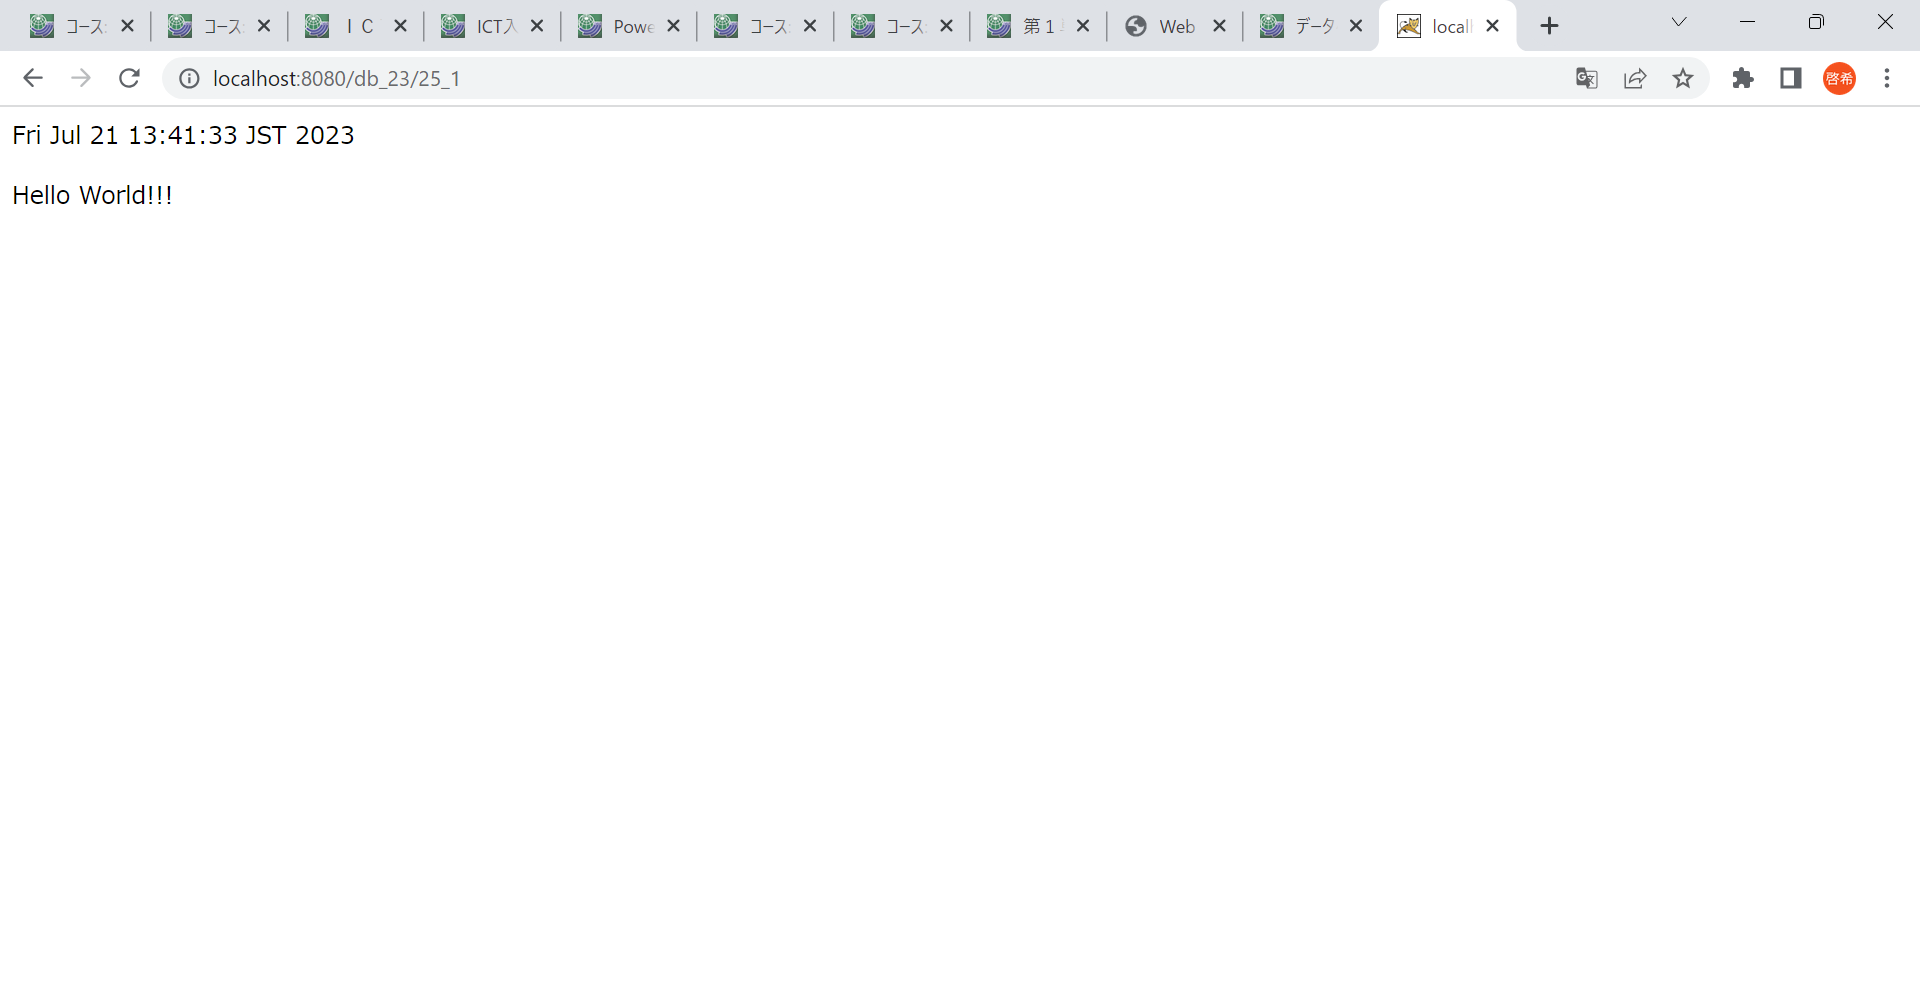 コース
コース
I C
ICT入
Powe
コース
コース
第 1
Web
データ
local
localhost:8080/db_23/25_1
啓希
Fri Jul 21 13:41:33 JST 2023
Hello World!!!